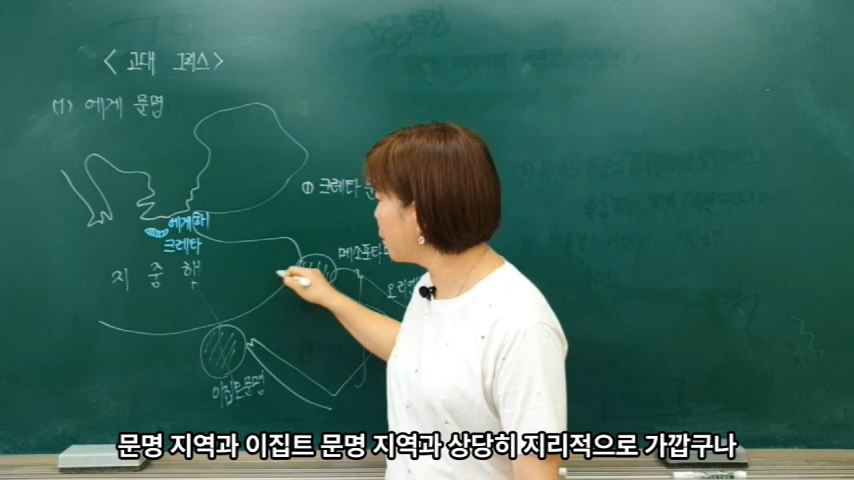 < 고대 그리스 >
(1) 에게 문명
① 크레타
에게해
크레타
지중해
메소포타
오리엔
이집트문명
문명 지역과 이집트 문명 지역과 상당히 지리적으로 가깝구나